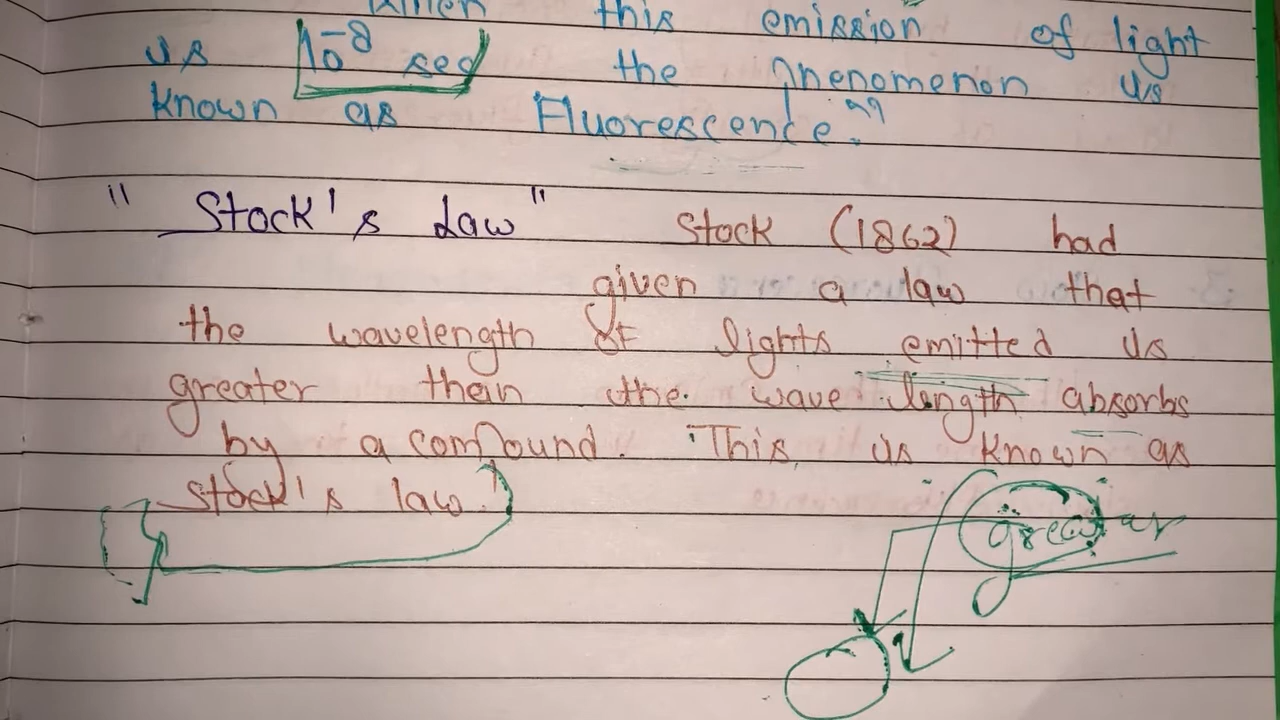 when this emission of light
is 10⁻⁸ sec the phenomenon is
known as Fluorescence."
"Stock's Law" Stock (1862) had
given a law that
the wavelength of lights emitted is
greater than the wave length absorbs
by a compound. This is known as
stock's law."
greater